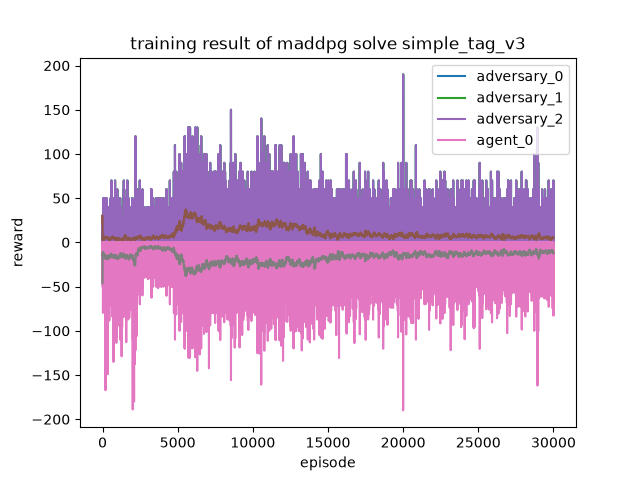 training result of maddpg solve simple_tag_v3
adversary_0
adversary_1
adversary_2
agent_0
reward
200
150
100
50
0
−50
−100
−150
−200
0 5000 10000 15000 20000 25000 30000
episode